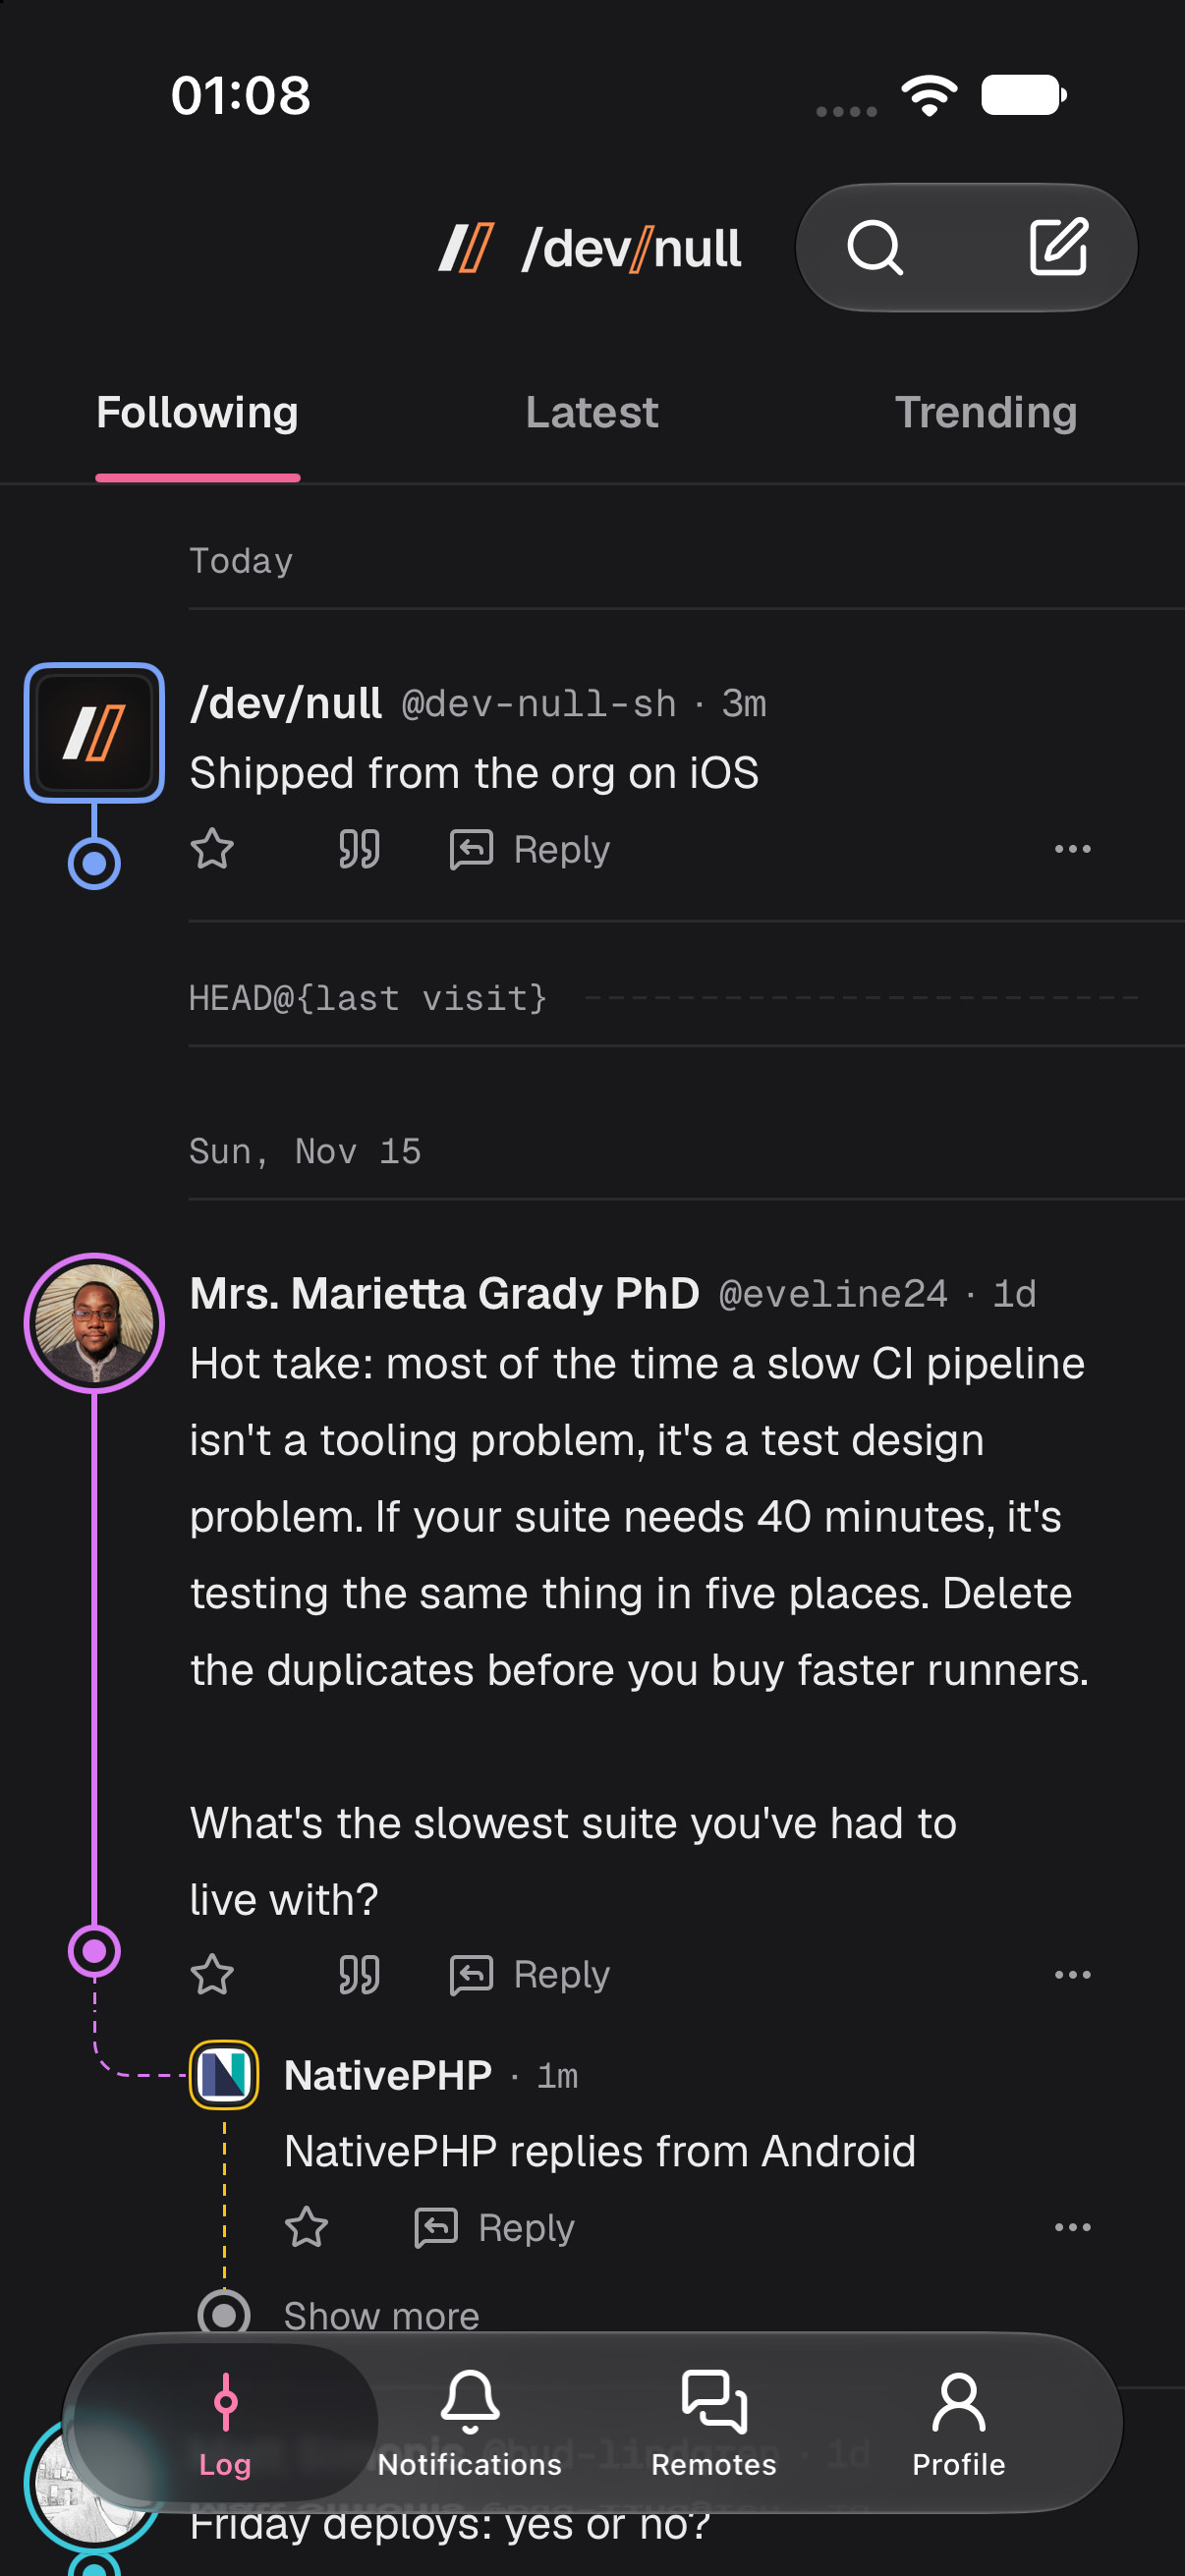 01:08
/dev//null
Following
Latest
Trending
Today
/dev/null @dev-null-sh · 3m
Shipped from the org on iOS
Reply
HEAD@{last visit}
Sun, Nov 15
Mrs. Marietta Grady PhD @eveline24 · 1d
Hot take: most of the time a slow CI pipeline
isn't a tooling problem, it's a test design
problem. If your suite needs 40 minutes, it's
testing the same thing in five places. Delete
the duplicates before you buy faster runners.
What's the slowest suite you've had to
live with?
Reply
NativePHP · 1m
NativePHP replies from Android
Reply
Show more
· 1d
Log
Notifications
Remotes
Profile
Friday deploys: yes or no?